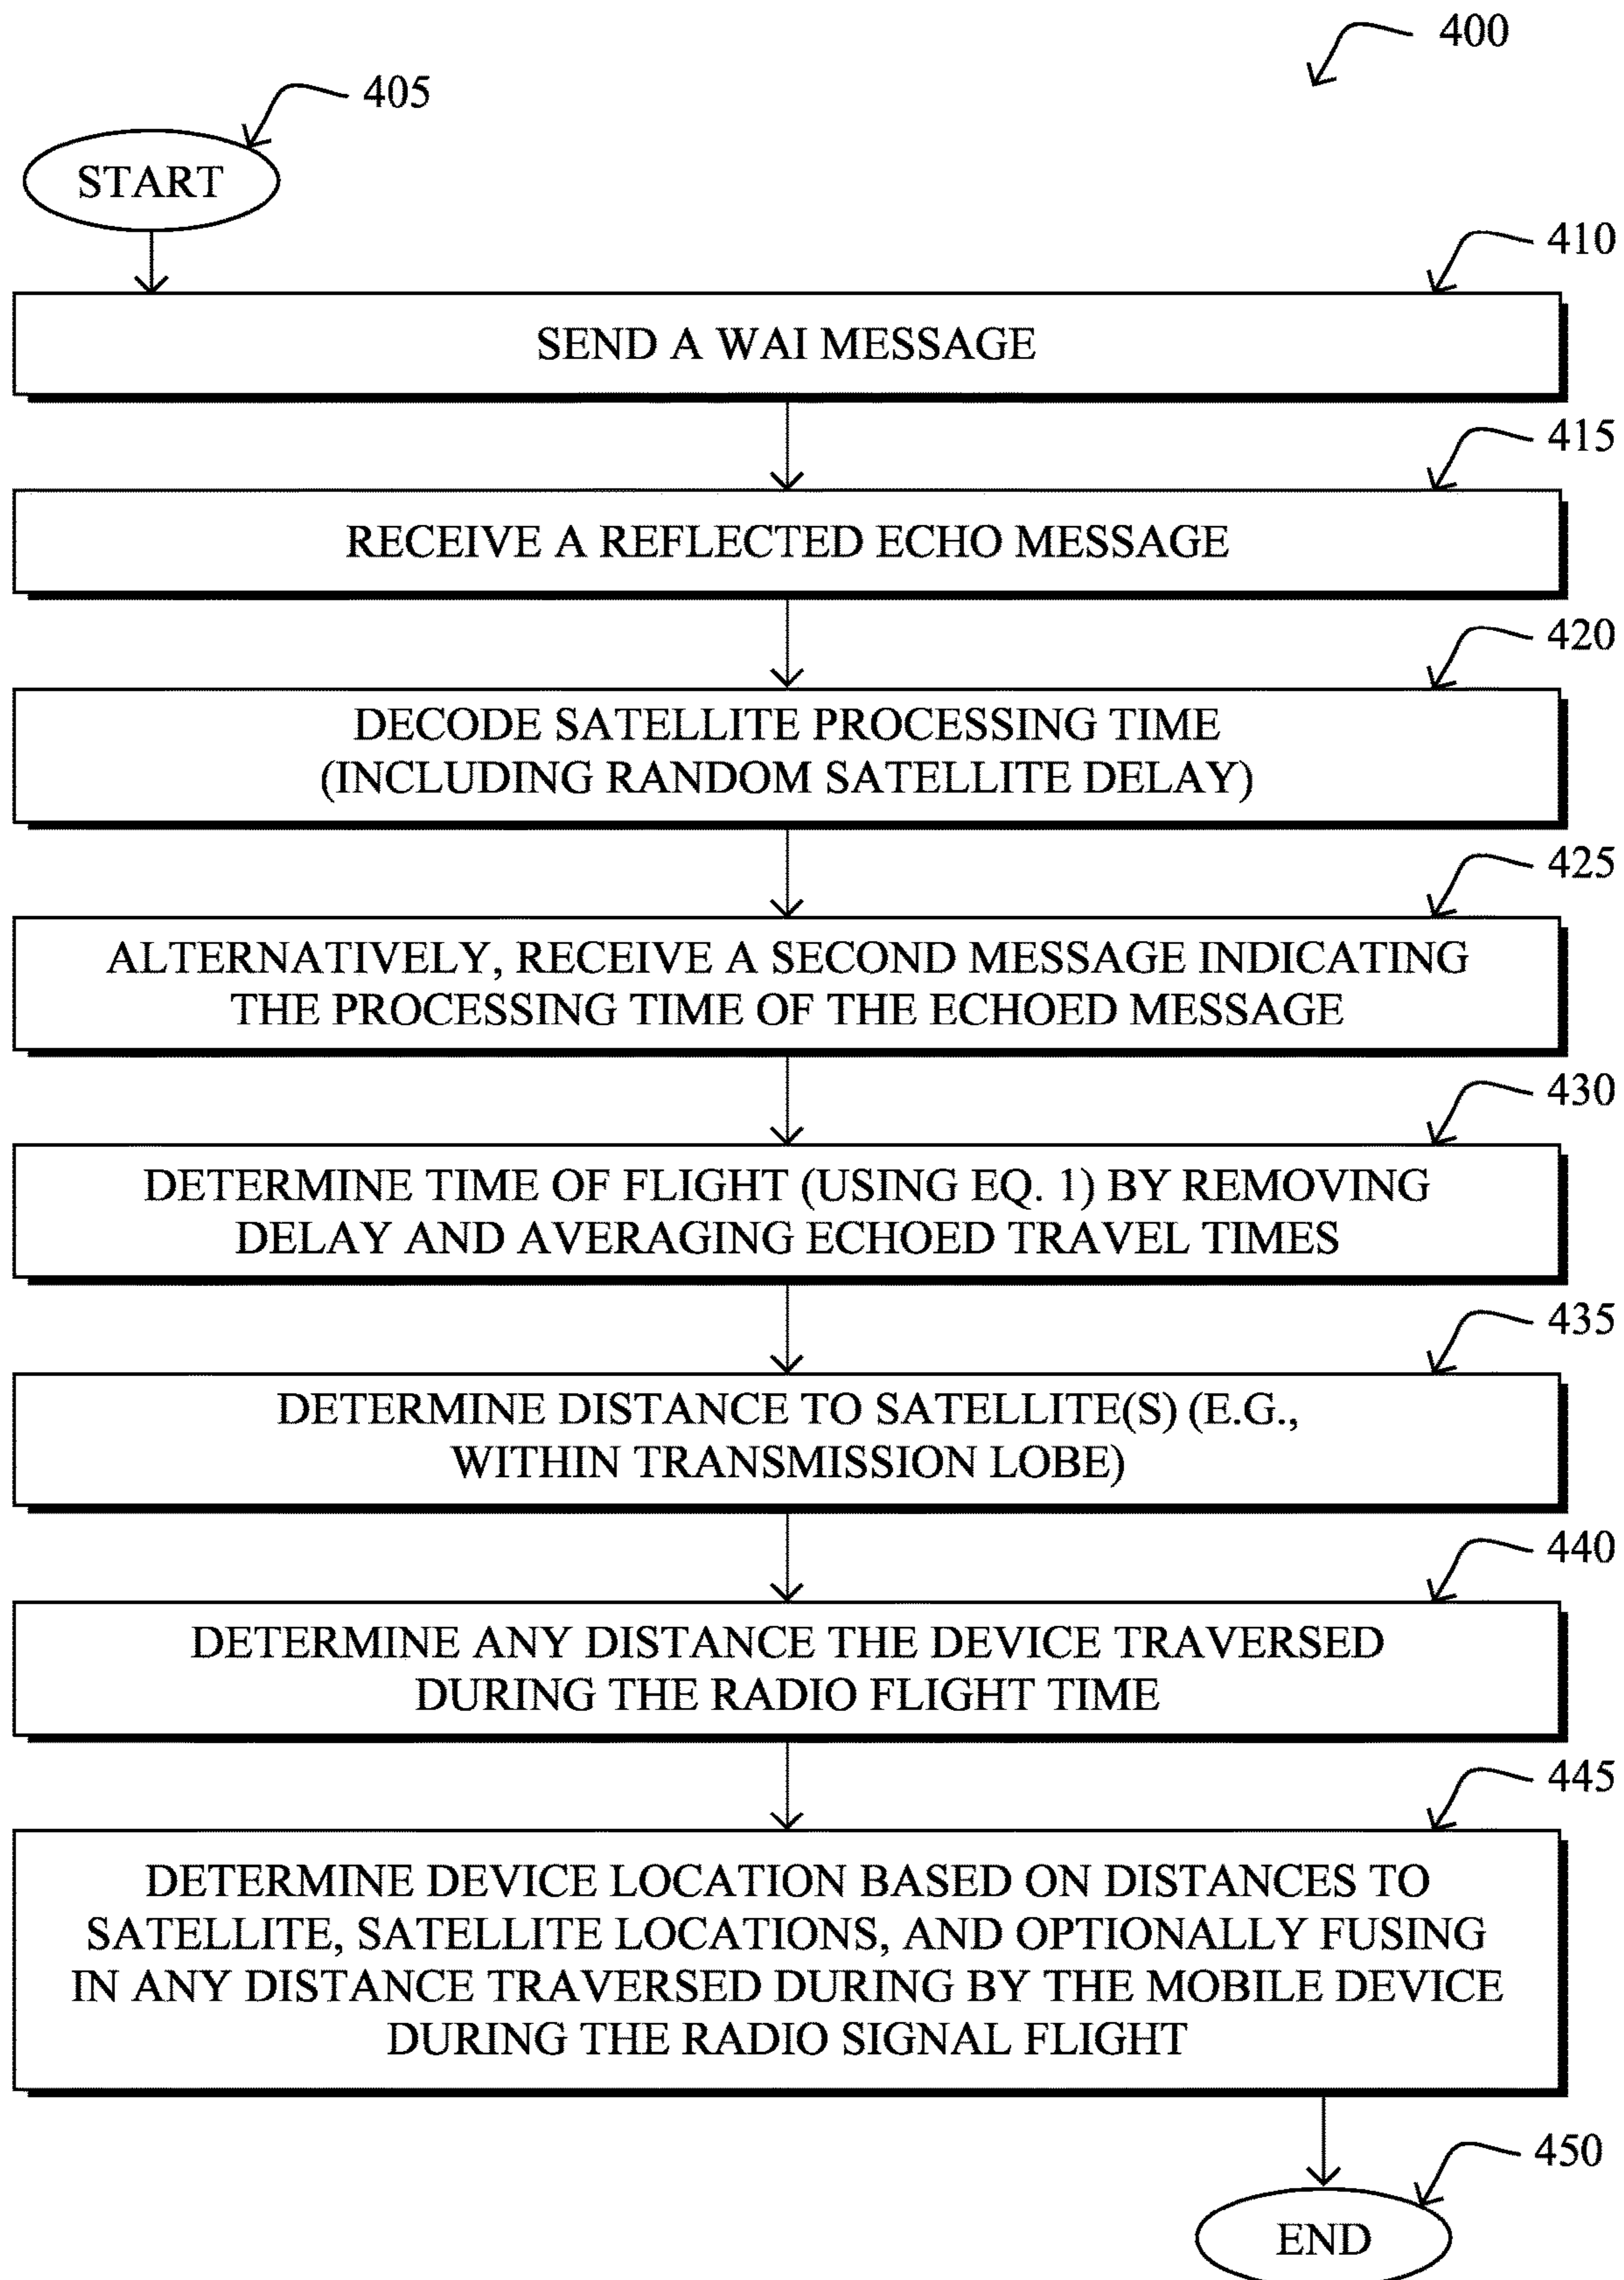 400
405
START
410
SEND A WAI MESSAGE
415
RECEIVE A REFLECTED ECHO MESSAGE
420
DECODE SATELLITE PROCESSING TIME
(INCLUDING RANDOM SATELLITE DELAY)
425
ALTERNATIVELY, RECEIVE A SECOND MESSAGE INDICATING
THE PROCESSING TIME OF THE ECHOED MESSAGE
430
DETERMINE TIME OF FLIGHT (USING EQ. 1) BY REMOVING
DELAY AND AVERAGING ECHOED TRAVEL TIMES
435
DETERMINE DISTANCE TO SATELLITE(S) (E.G.,
WITHIN TRANSMISSION LOBE)
440
DETERMINE ANY DISTANCE THE DEVICE TRAVERSED
DURING THE RADIO FLIGHT TIME
445
DETERMINE DEVICE LOCATION BASED ON DISTANCES TO
SATELLITE, SATELLITE LOCATIONS, AND OPTIONALLY FUSING
IN ANY DISTANCE TRAVERSED DURING BY THE MOBILE DEVICE
DURING THE RADIO SIGNAL FLIGHT
450
END